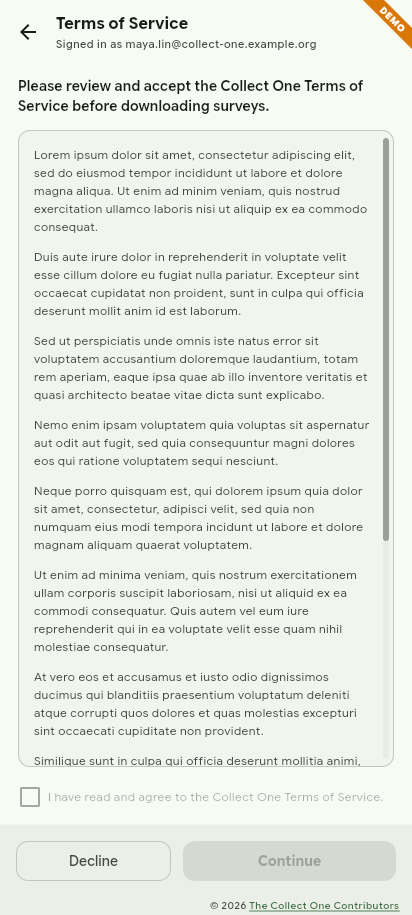 Terms of Service
DEMO
Signed in as maya.lin@collect-one.example.org
Please review and accept the Collect One Terms of
Service before downloading surveys.
Lorem ipsum dolor sit amet, consectetur adipiscing elit,
sed do eiusmod tempor incididunt ut labore et dolore
magna aliqua. Ut enim ad minim veniam, quis nostrud
exercitation ullamco laboris nisi ut aliquip ex ea commodo
consequat.
Duis aute irure dolor in reprehenderit in voluptate velit
esse cillum dolore eu fugiat nulla pariatur. Excepteur sint
occaecat cupidatat non proident, sunt in culpa qui officia
deserunt mollit anim id est laborum.
Sed ut perspiciatis unde omnis iste natus error sit
voluptatem accusantium doloremque laudantium, totam
rem aperiam, eaque ipsa quae ab illo inventore veritatis et
quasi architecto beatae vitae dicta sunt explicabo.
Nemo enim ipsam voluptatem quia voluptas sit aspernatur
aut odit aut fugit, sed quia consequuntur magni dolores
eos qui ratione voluptatem sequi nesciunt.
Neque porro quisquam est, qui dolorem ipsum quia dolor
sit amet, consectetur, adipisci velit, sed quia non
numquam eius modi tempora incidunt ut labore et dolore
magnam aliquam quaerat voluptatem.
Ut enim ad minima veniam, quis nostrum exercitationem
ullam corporis suscipit laboriosam, nisi ut aliquid ex ea
commodi consequatur. Quis autem vel eum iure
reprehenderit qui in ea voluptate velit esse quam nihil
molestiae consequatur.
At vero eos et accusamus et iusto odio dignissimos
ducimus qui blanditiis praesentium voluptatum deleniti
atque corrupti quos dolores et quas molestias excepturi
sint occaecati cupiditate non provident.
Similique sunt in culpa qui officia deserunt mollitia animi,
I have read and agree to the Collect One Terms of Service.
Decline
Continue
© 2026 The Collect One Contributors